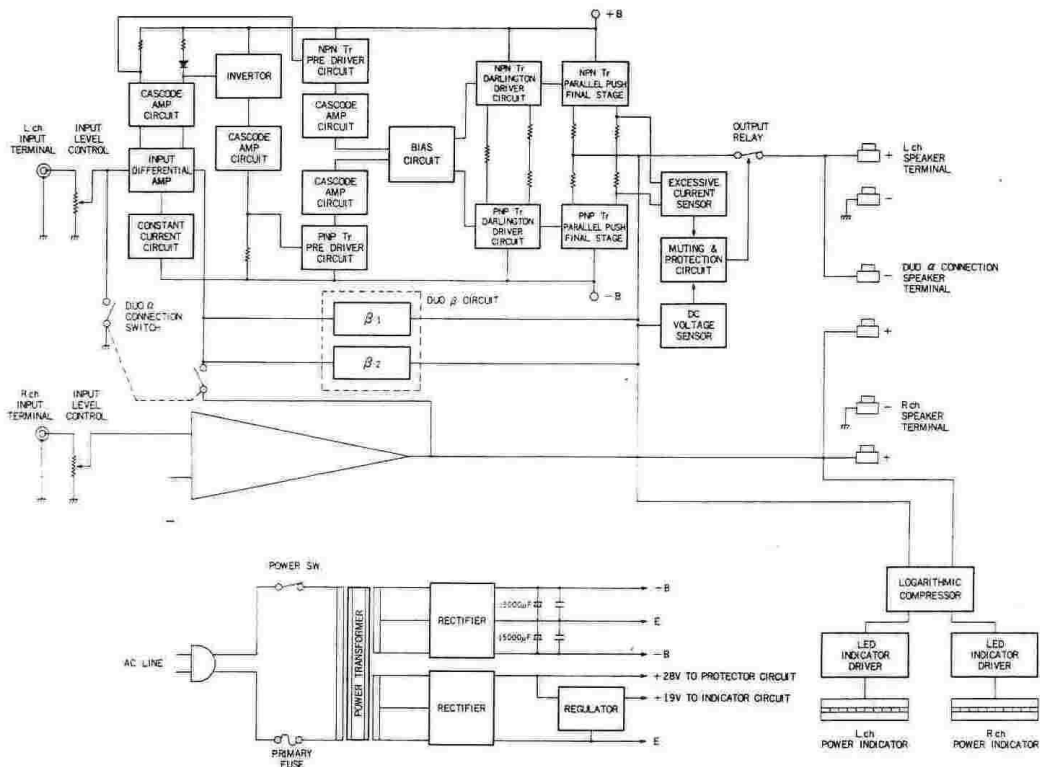 +B
NPN Tr
PRE DRIVER
CIRCUIT
INVERTOR
CASCODE
AMP
CIRCUIT
NPN Tr
DARLINGTON
DRIVER
CIRCUIT
NPN Tr
PARALLEL PUSH
FINAL STAGE
L ch
INPUT
TERMINAL
INPUT
LEVEL
CONTROL
CASCODE
AMP
CIRCUIT
CASCODE
AMP
CIRCUIT
BIAS
CIRCUIT
OUTPUT
RELAY
+
L ch
SPEAKER
TERMINAL
-
INPUT
DIFFERENTIAL
AMP
CASCODE
AMP
CIRCUIT
EXCESSIVE
CURRENT
SENSOR
CONSTANT
CURRENT
CIRCUIT
PNP Tr
PRE DRIVER
CIRCUIT
PNP Tr
DARLINGTON
DRIVER
CIRCUIT
PNP Tr
PARALLEL PUSH
FINAL STAGE
MUTING &
PROTECTION
CIRCUIT
-
DUO α CONNECTION
SPEAKER
TERMINAL
-B
DUO α
CONNECTION
SWITCH
DUO β CIRCUIT
β-1
β-2
DC
VOLTAGE
SENSOR
+
R ch
INPUT
TERMINAL
INPUT
LEVEL
CONTROL
-
R ch
SPEAKER
TERMINAL
+
POWER SW.
AC LINE
PRIMARY
FUSE
POWER TRANSFORMER
RECTIFIER
15000μF
15000μF
-B
E
-B
RECTIFIER
REGULATOR
+28V TO PROTECTOR CIRCUIT
+19V TO INDICATOR CIRCUIT
E
LOGARITHMIC
COMPRESSOR
LED
INDICATOR
DRIVER
LED
INDICATOR
DRIVER
L ch
POWER INDICATOR
R ch
POWER INDICATOR